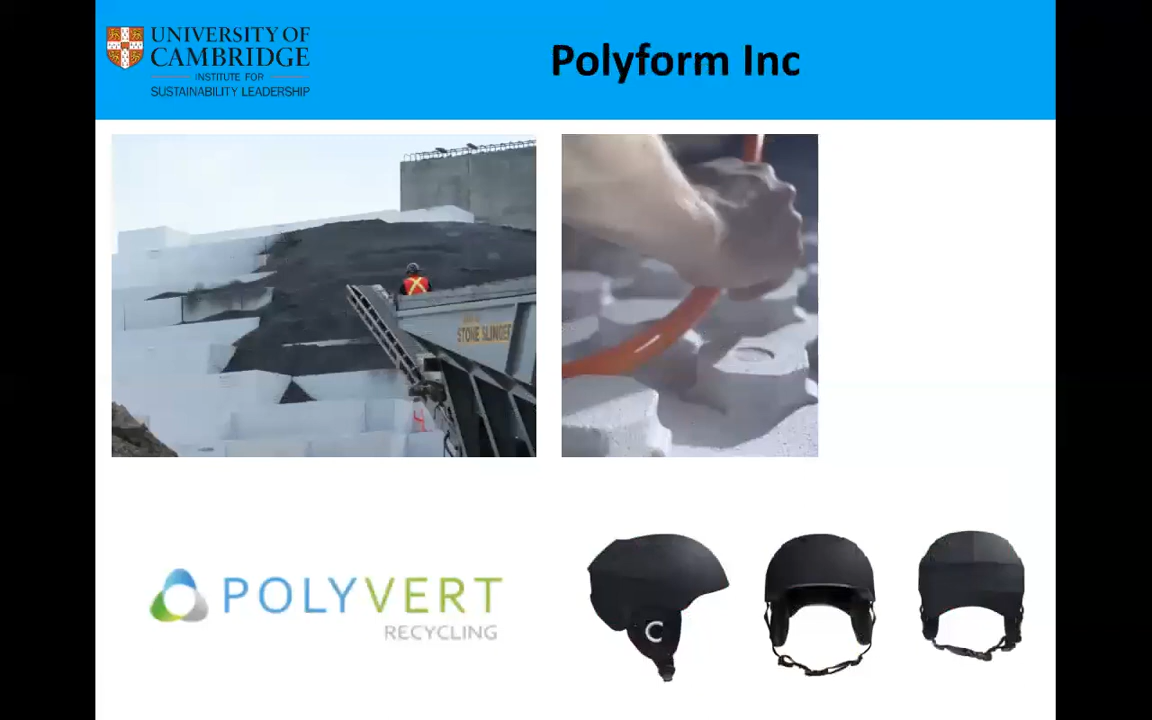 UNIVERSITY OF
CAMBRIDGE
INSTITUTE FOR
SUSTAINABILITY LEADERSHIP
Polyform Inc
STONE SLINGER
POLYVERT
RECYCLING
C